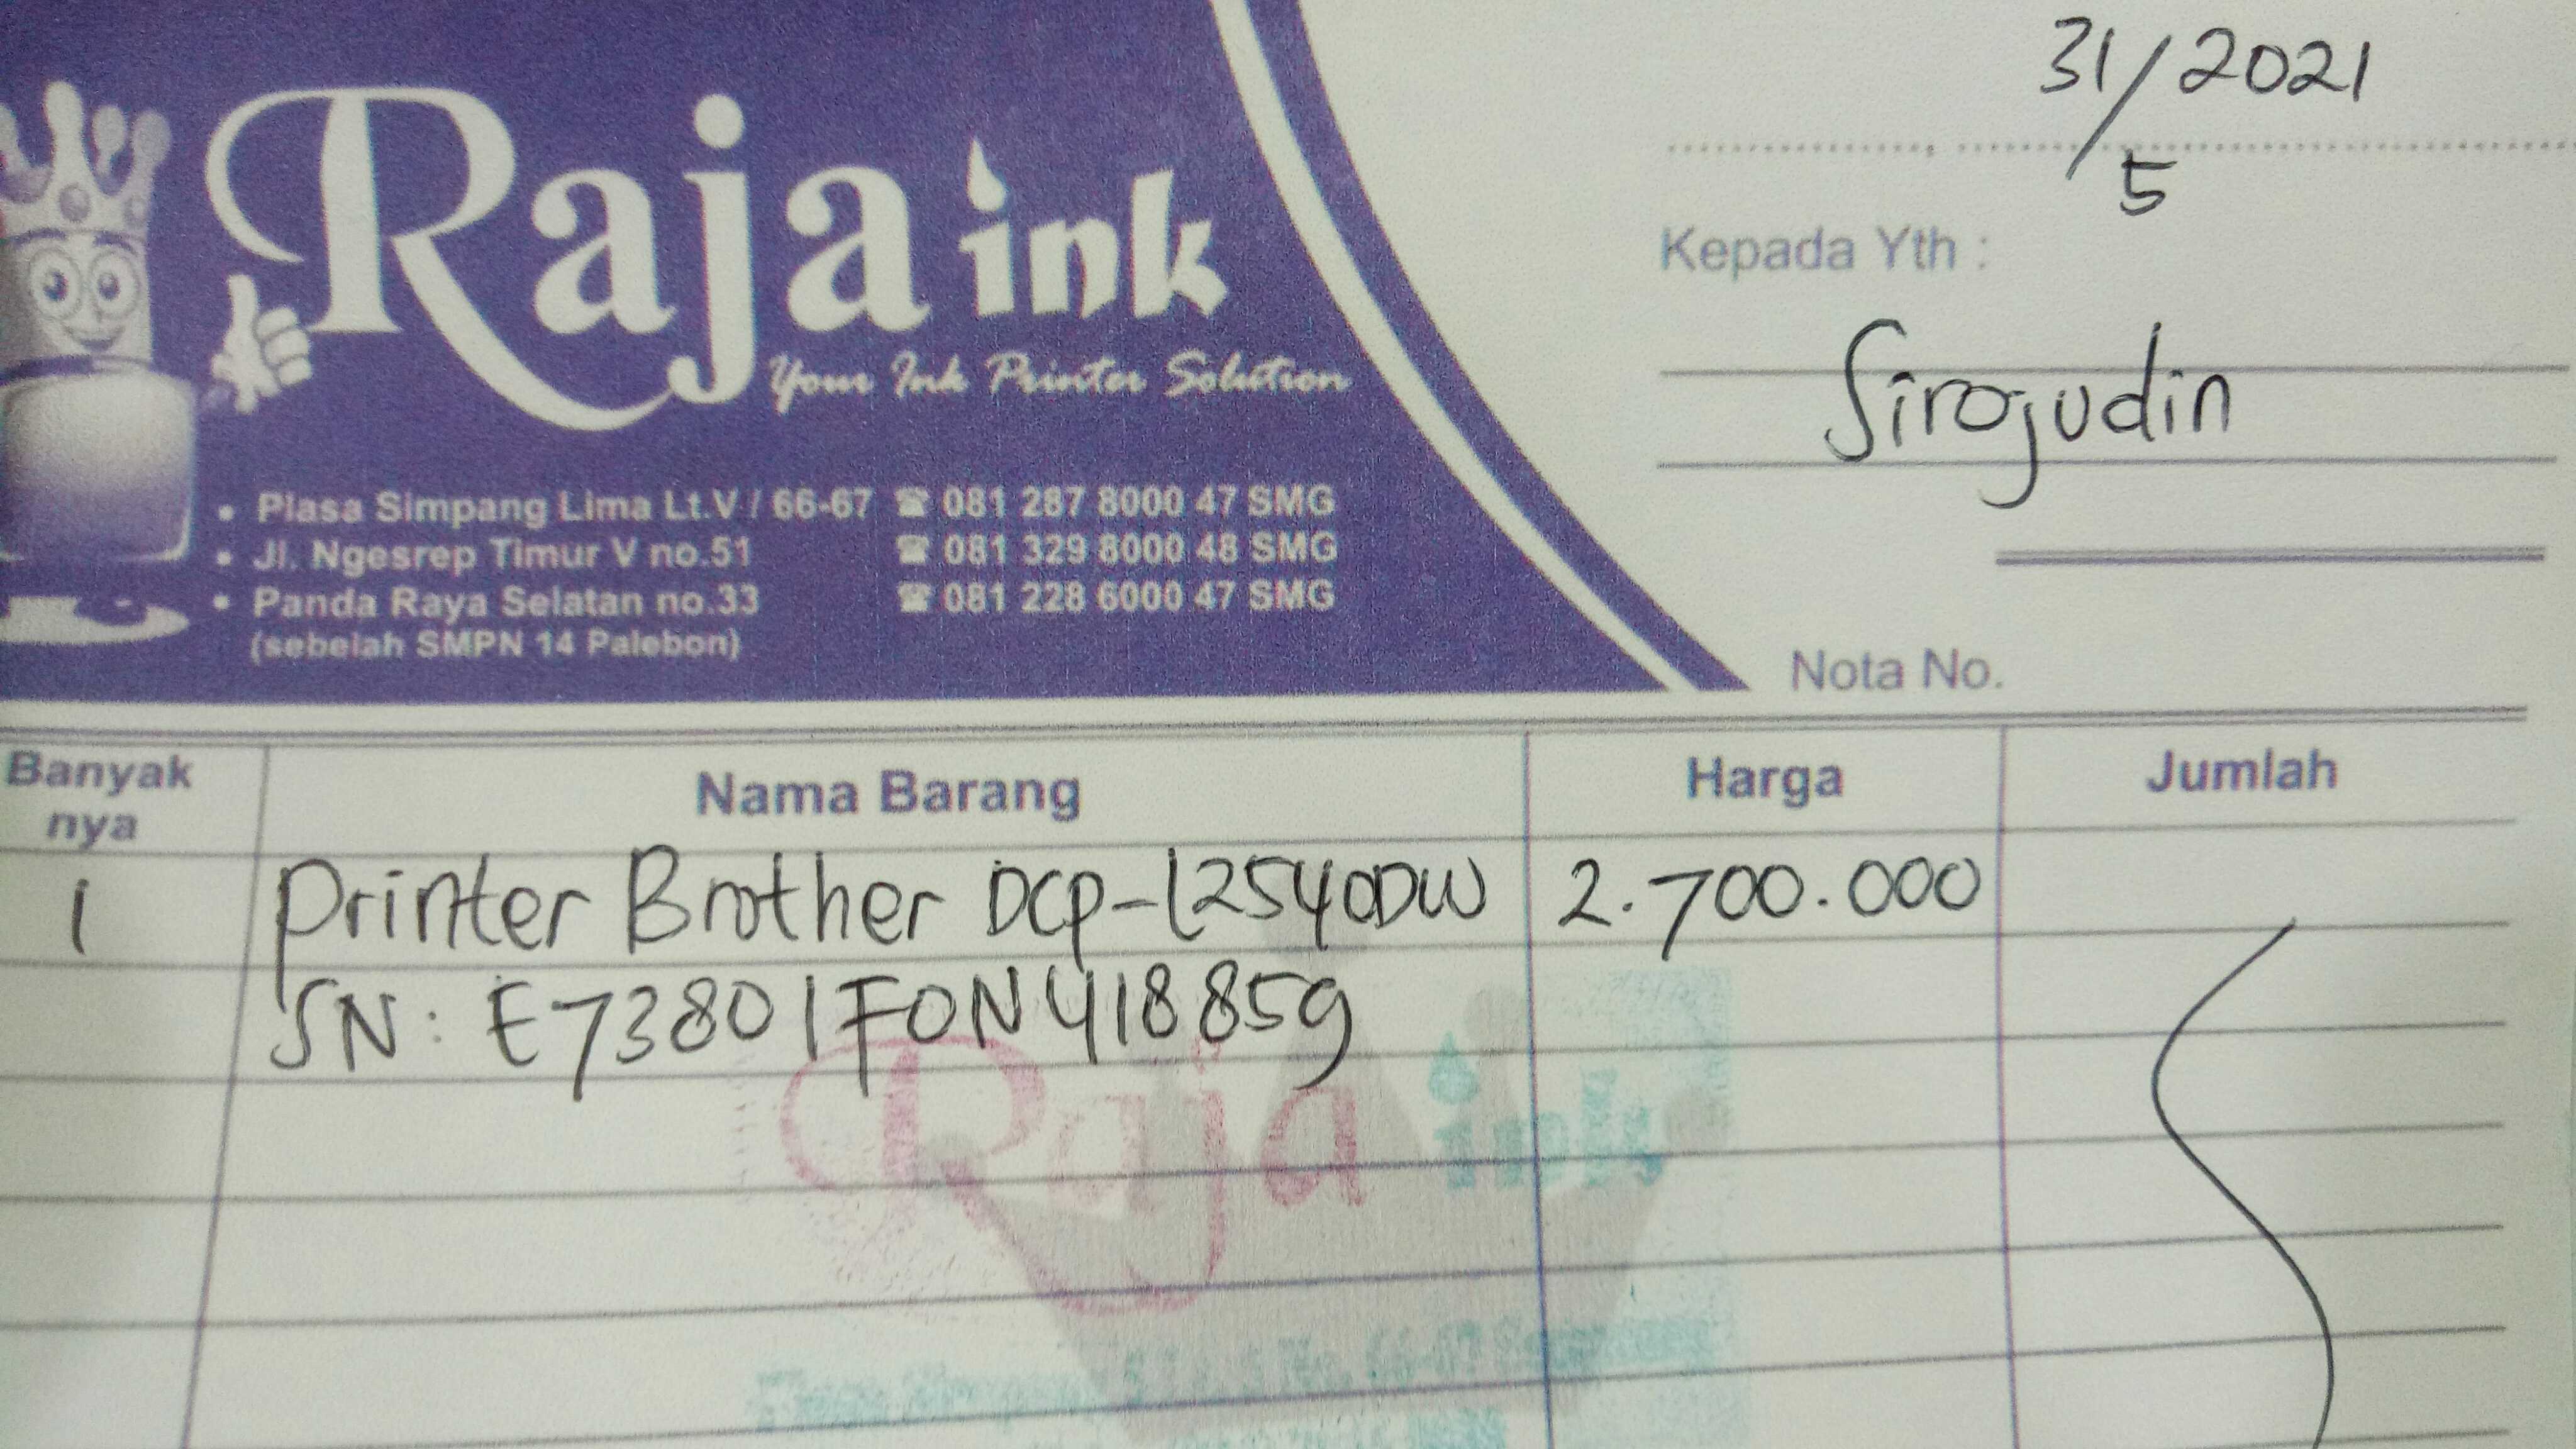 31/5 2021
Raja ink
Your Ink Printer Solution
Kepada Yth :
Sirojudin
• Plasa Simpang Lima Lt.V / 66-67 ☎ 081 287 8000 47 SMG
• Jl. Ngesrep Timur V no.51 ☎ 081 329 8000 48 SMG
• Panda Raya Selatan no.33 ☎ 081 228 6000 47 SMG
(sebelah SMPN 14 Palebon)
Nota No.
Banyak nya Nama Barang Harga Jumlah
1 Printer Brother DCP-L2540DW 2.700.000
SN: E73801F0N418859
Raja ink